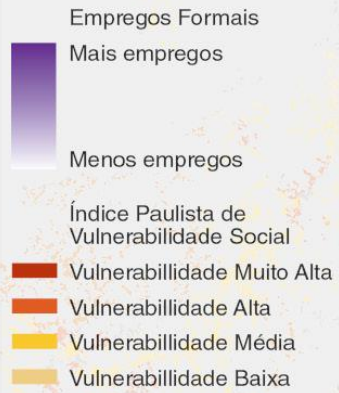 Empregos Formais
Mais empregos
Menos empregos
Índice Paulista de
Vulnerabilidade Social
Vulnerabillidade Muito Alta
Vulnerabillidade Alta
Vulnerabillidade Média
Vulnerabillidade Baixa